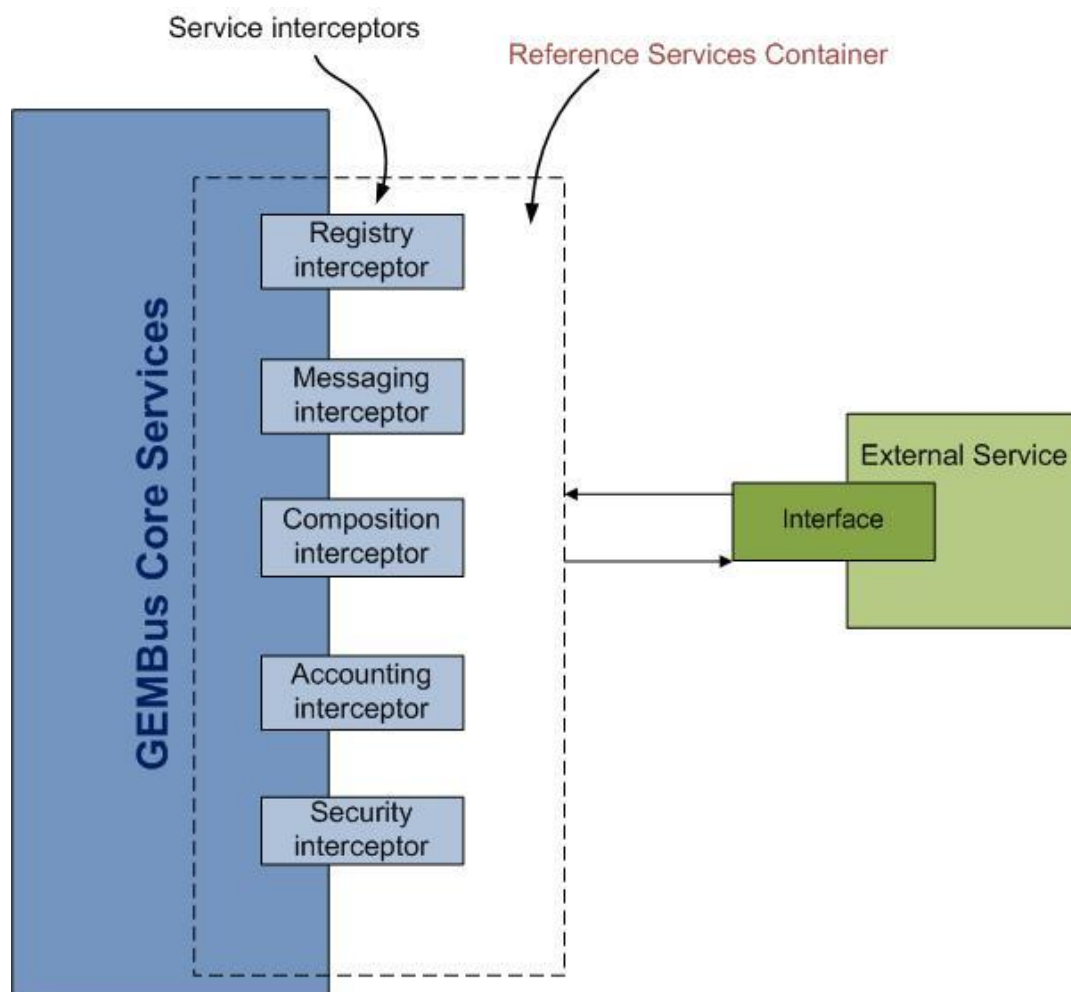 Service interceptors
Reference Services Container
GEMBus Core Services
Registry
interceptor
Messaging
interceptor
Composition
interceptor
Accounting
interceptor
Security
interceptor
External Service
Interface